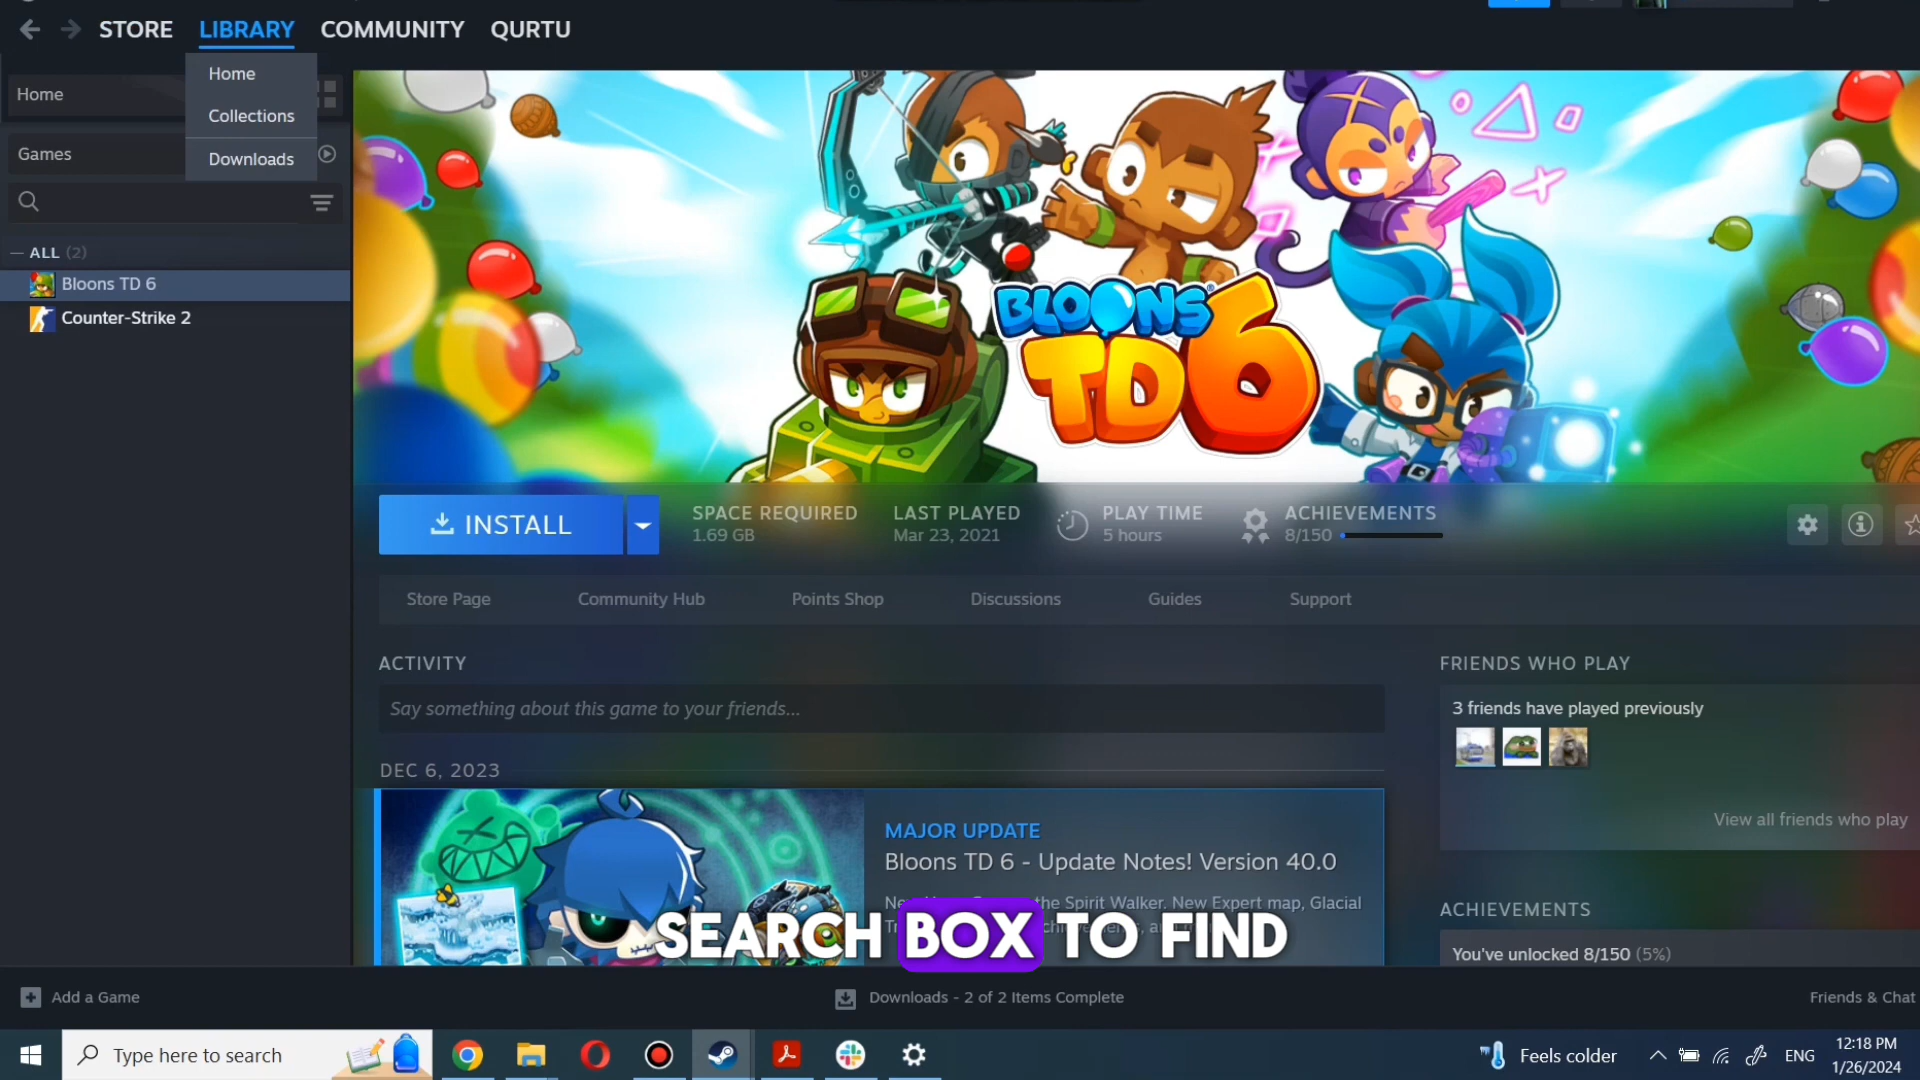 STORE LIBRARY COMMUNITY QURTU
Home
Collections
Downloads
Home
Games
ALL (2)
Bloons TD 6
Counter-Strike 2
BLOONS
TD6
INSTALL
SPACE REQUIRED
1.69 GB
LAST PLAYED
Mar 23, 2021
PLAY TIME
5 hours
ACHIEVEMENTS
8/150
Store Page Community Hub Points Shop Discussions Guides Support
ACTIVITY
Say something about this game to your friends...
DEC 6, 2023
MAJOR UPDATE
Bloons TD 6 - Update Notes! Version 40.0
the Spirit Walker. New Expert map, Glacial
FRIENDS WHO PLAY
3 friends have played previously
View all friends who play
ACHIEVEMENTS
You've unlocked 8/150 (5%)
SEARCH BOX TO FIND
Add a Game
Downloads - 2 of 2 Items Complete
Friends & Chat
Type here to search
Feels colder
ENG
12:18 PM
1/26/2024